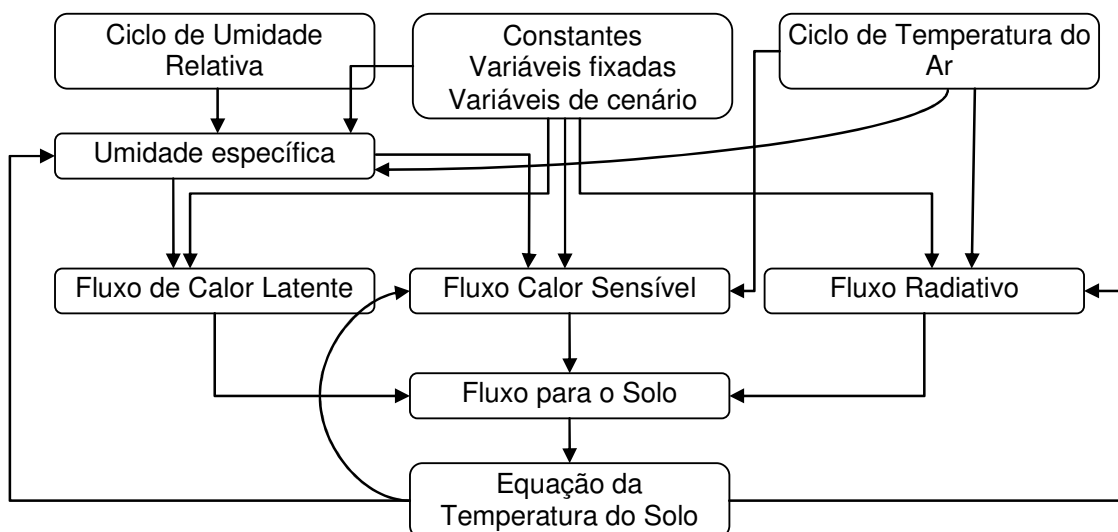 Ciclo de Umidade
Relativa
Constantes
Variáveis fixadas
Variáveis de cenário
Ciclo de Temperatura do
Ar
Umidade específica
Fluxo de Calor Latente
Fluxo Calor Sensível
Fluxo Radiativo
Fluxo para o Solo
Equação da
Temperatura do Solo